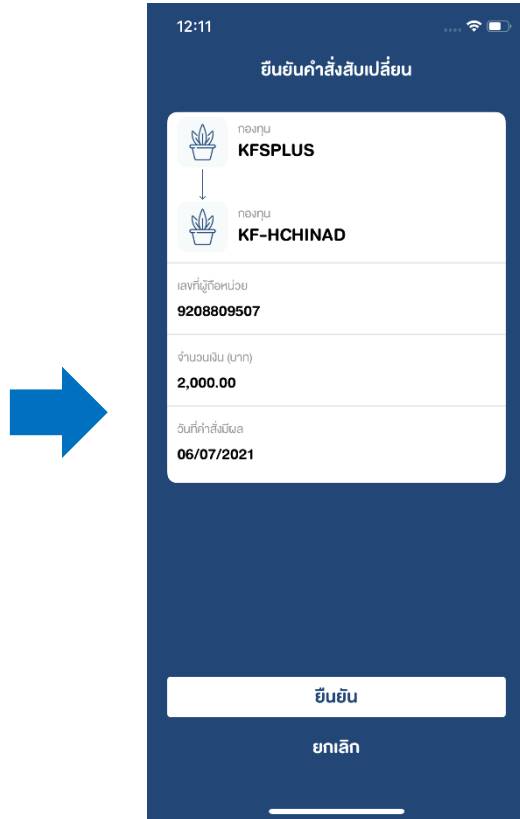 12:11
ยืนยันคำสั่งสับเปลี่ยน
กองทุน
KFSPLUS
กองทุน
KF-HCHINAD
เลขที่ผู้ถือหน่วย
9208809507
จำนวนเงิน (บาท)
2,000.00
วันที่คำสั่งมีผล
06/07/2021
ยืนยัน
ยกเลิก